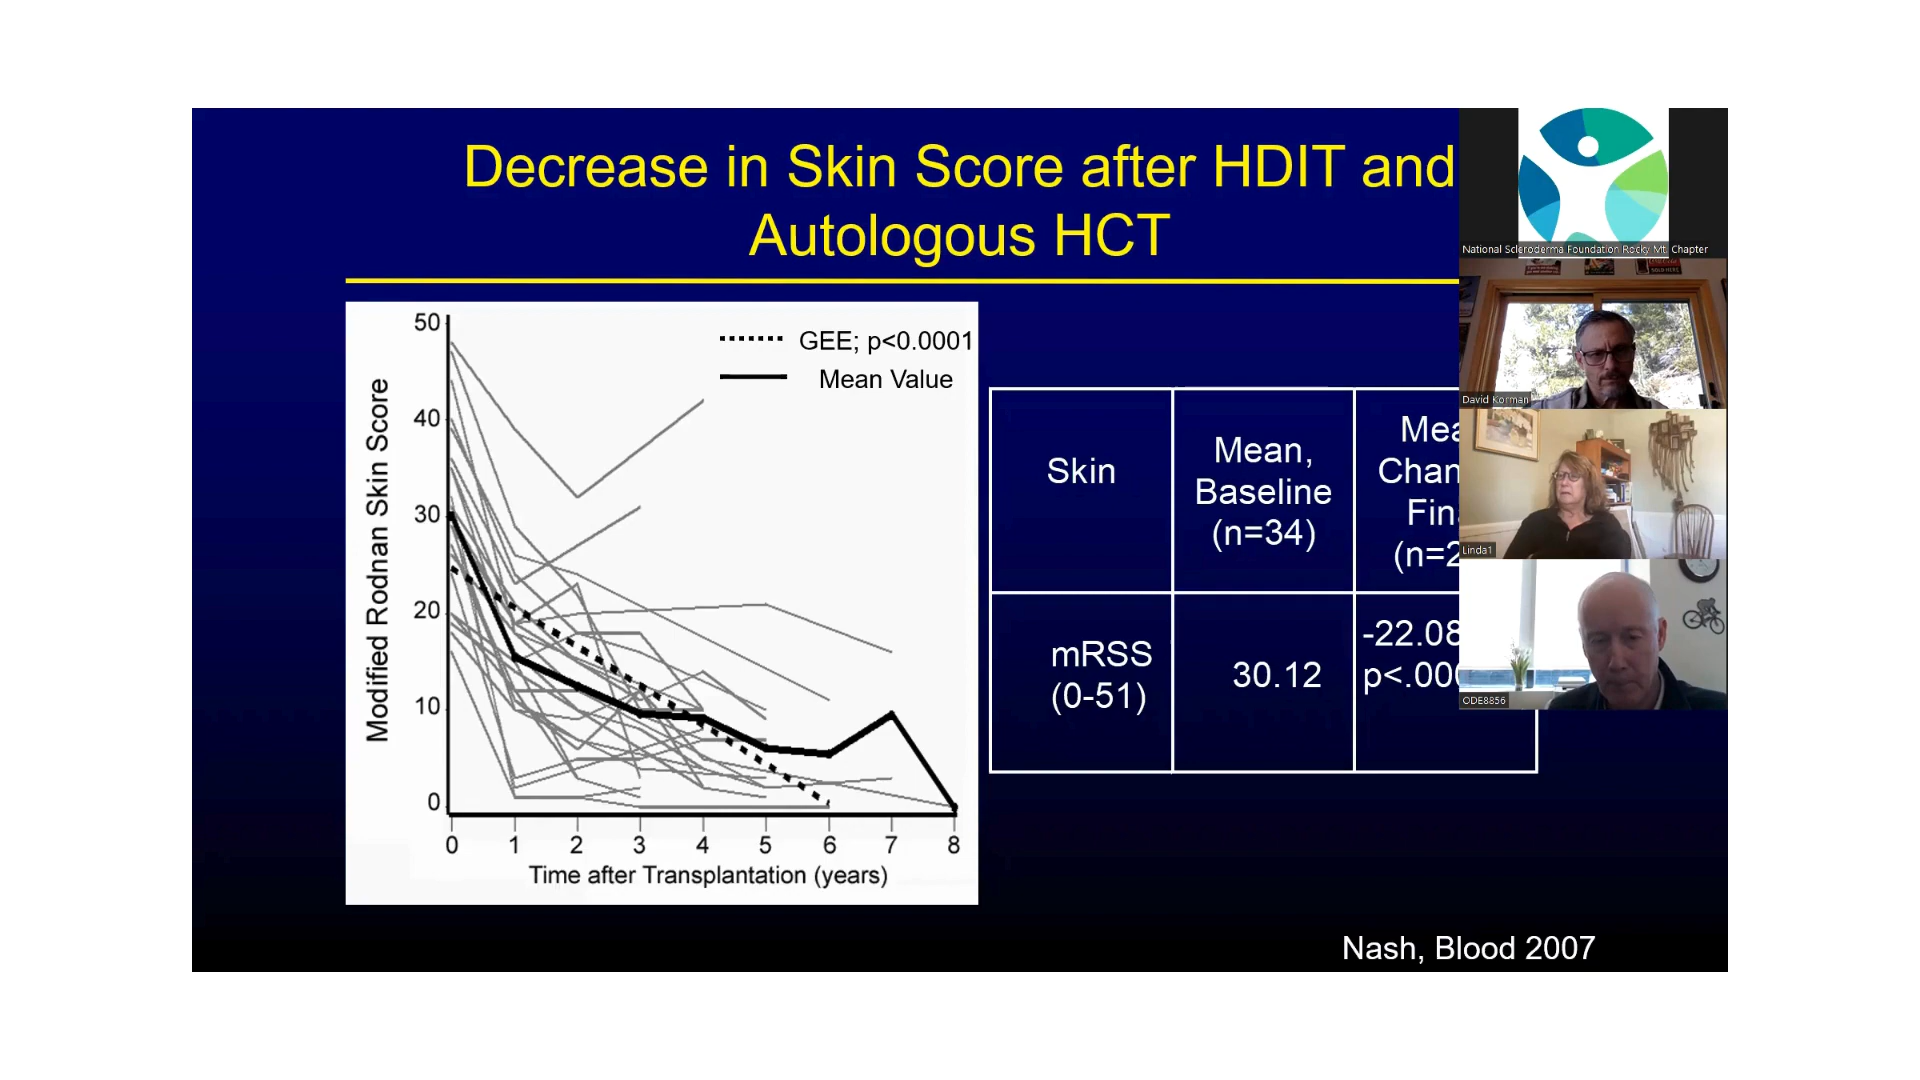 Decrease in Skin Score after HDIT and
Autologous HCT
50
40
30
20
10
0
Modified Rodnan Skin Score
GEE; p<0.0001
Mean Value
0 1 2 3 4 5 6 7 8
Time after Transplantation (years)
Skin
Mean,
Baseline
(n=34)
Mea
Chan
Fin
(n=2
mRSS
(0-51)
30.12
-22.08
p<.000
Nash, Blood 2007
National Scleroderma Foundation Rocky Mt. Chapter
David Korman
Linda1
ODE8856